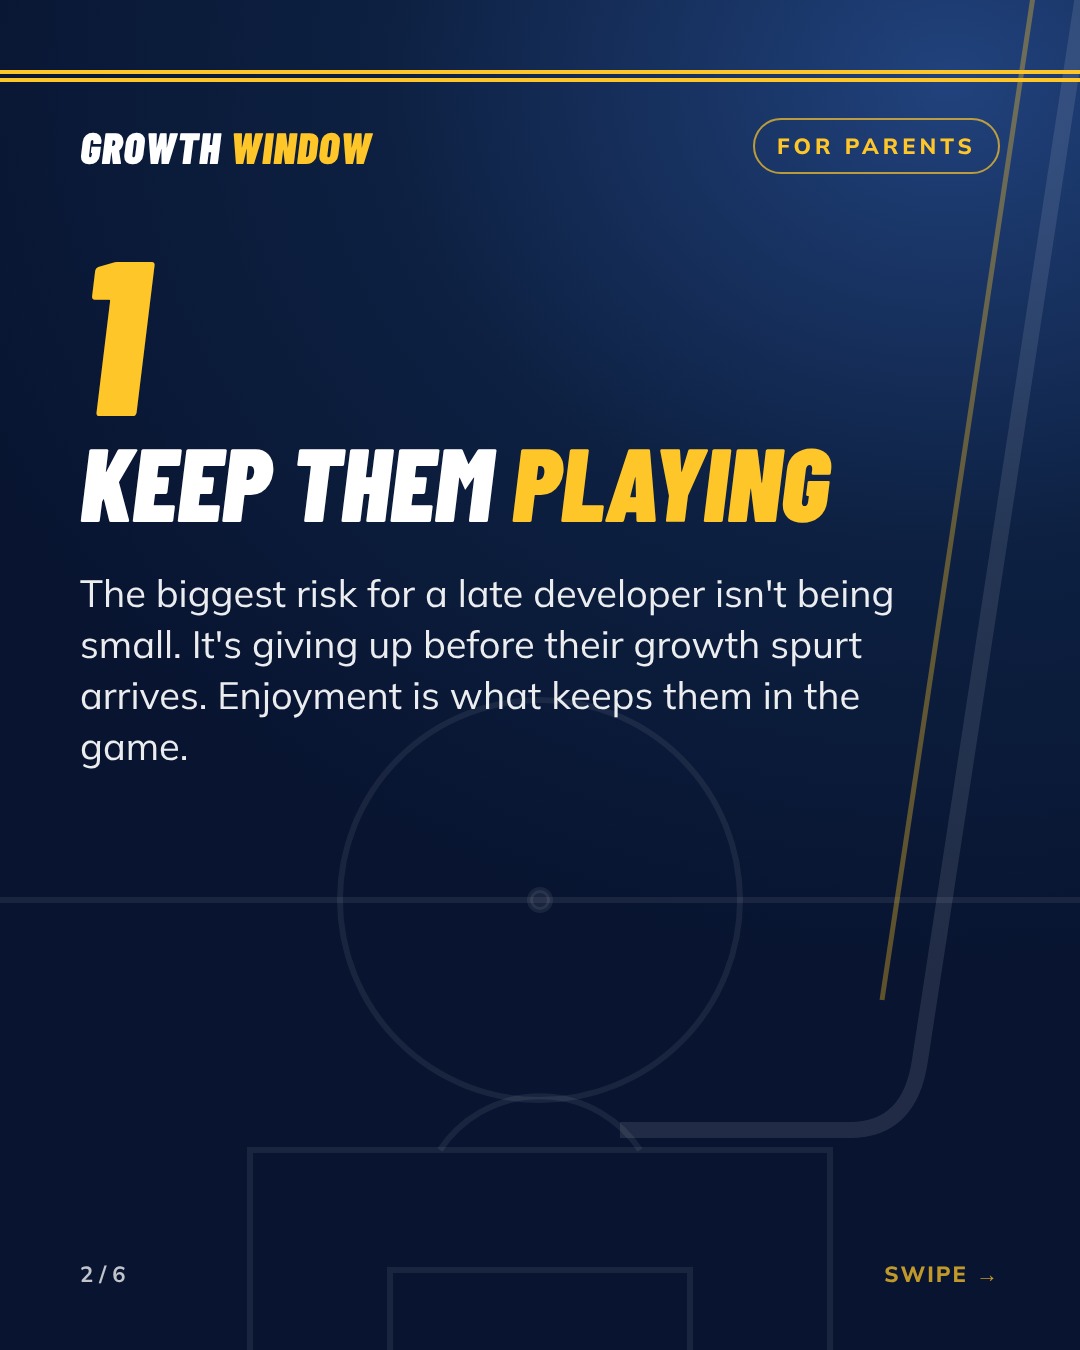 GROWTH WINDOW
FOR PARENTS
1
KEEP THEM PLAYING
The biggest risk for a late developer isn't being
small. It's giving up before their growth spurt
arrives. Enjoyment is what keeps them in the
game.
2 / 6
SWIPE →